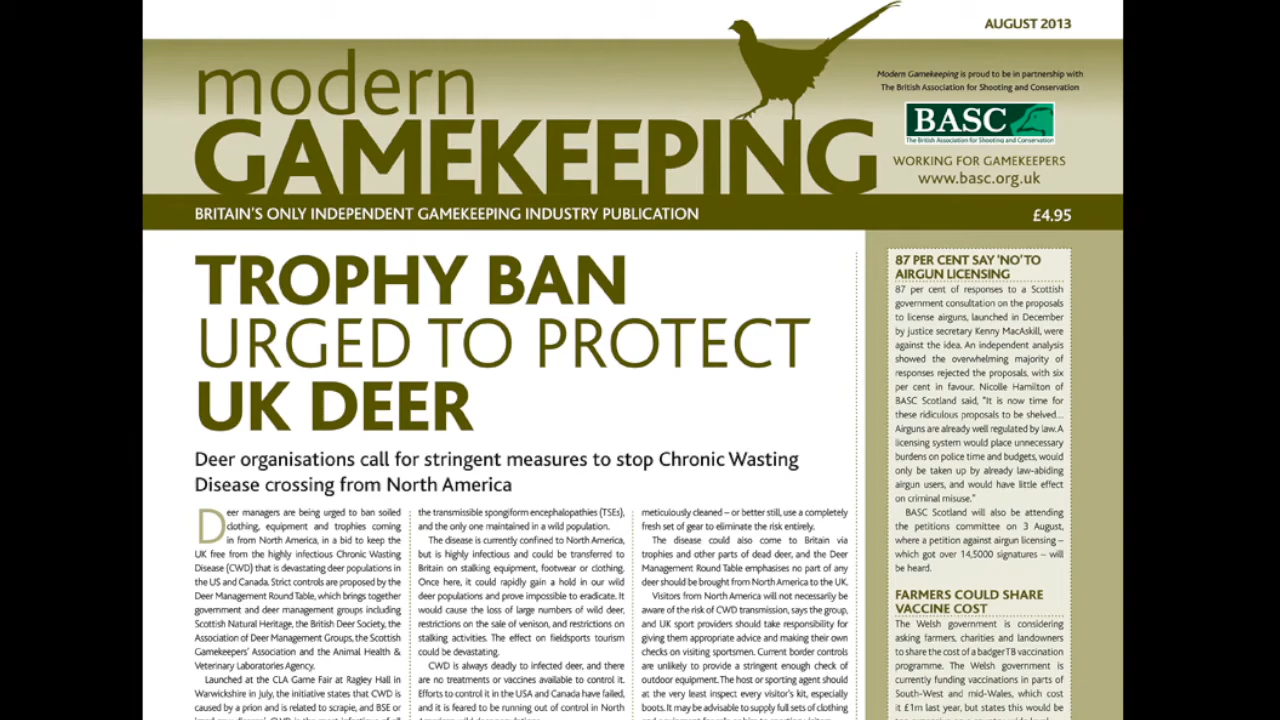 AUGUST 2013
modern
GAMEKEEPING
Modern Gamekeeping is proud to be in partnership with
The British Association for Shooting and Conservation
BASC
The British Association for Shooting and Conservation
WORKING FOR GAMEKEEPERS
www.basc.org.uk
BRITAIN'S ONLY INDEPENDENT GAMEKEEPING INDUSTRY PUBLICATION
£4.95
TROPHY BAN
URGED TO PROTECT
UK DEER
Deer organisations call for stringent measures to stop Chronic Wasting
Disease crossing from North America
Deer managers are being urged to ban soiled
clothing, equipment and trophies coming
in from North America, in a bid to keep the
UK free from the highly infectious Chronic Wasting
Disease (CWD) that is devastating deer populations in
the US and Canada. Strict controls are proposed by the
Deer Management Round Table, which brings together
government and deer management groups including
Scottish Natural Heritage, the British Deer Society, the
Association of Deer Management Groups, the Scottish
Gamekeepers' Association and the Animal Health &
Veterinary Laboratories Agency.
Launched at the CLA Game Fair at Ragley Hall in
Warwickshire in July, the initiative states that CWD is
caused by a prion and is related to scrapie, and BSE or
the transmissible spongiform encephalopathies (TSEs),
and the only one maintained in a wild population.
The disease is currently confined to North America,
but is highly infectious and could be transferred to
Britain on stalking equipment, footwear or clothing.
Once here, it could rapidly gain a hold in our wild
deer populations and prove impossible to eradicate. It
would cause the loss of large numbers of wild deer,
restrictions on the sale of venison, and restrictions on
stalking activities. The effect on fieldsports tourism
could be devastating.
CWD is always deadly to infected deer, and there
are no treatments or vaccines available to control it.
Efforts to control it in the USA and Canada have failed,
and it is feared to be running out of control in North
meticulously cleaned – or better still, use a completely
fresh set of gear to eliminate the risk entirely.
The disease could also come to Britain via
trophies and other parts of dead deer, and the Deer
Management Round Table emphasises no part of any
deer should be brought from North America to the UK.
Visitors from North America will not necessarily be
aware of the risk of CWD transmission, says the group,
and UK sport providers should take responsibility for
giving them appropriate advice and making their own
checks on visiting sportsmen. Current border controls
are unlikely to provide a stringent enough check of
outdoor equipment. The host or sporting agent should
at the very least inspect every visitor's kit, especially
boots. It may be advisable to supply full sets of clothing
87 PER CENT SAY 'NO' TO
AIRGUN LICENSING
87 per cent of responses to a Scottish
government consultation on the proposals
to license airguns, launched in December
by justice secretary Kenny MacAskill, were
against the idea. An independent analysis
showed the overwhelming majority of
responses rejected the proposals, with six
per cent in favour. Nicolle Hamilton of
BASC Scotland said, "It is now time for
these ridiculous proposals to be shelved...
Airguns are already well regulated by law. A
licensing system would place unnecessary
burdens on police time and budgets, would
only be taken up by already law-abiding
airgun users, and would have little effect
on criminal misuse."
BASC Scotland will also be attending
the petitions committee on 3 August,
where a petition against airgun licensing –
which got over 14,5000 signatures – will
be heard.
FARMERS COULD SHARE
VACCINE COST
The Welsh government is considering
asking farmers, charities and landowners
to share the cost of a badger TB vaccination
programme. The Welsh government is
currently funding vaccinations in parts of
South-West and mid-Wales, which cost
it £1m last year, but states this would be